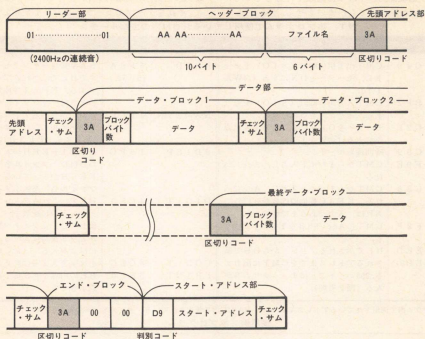 リーダー部 ヘッダーブロック 先頭アドレス部
01·····················01 AA AA·············AA ファイル名 3A
(2400Hzの連続音) 10バイト 6バイト 区切りコード
データ部
データ・ブロック1 データ・ブロック2
先頭アドレス チェック・サム 3A ブロックバイト数 データ チェック・サム 3A ブロックバイト数 データ
区切りコード
最終データ・ブロック
チェック・サム 3A ブロックバイト数 データ
区切りコード
エンド・ブロック スタート・アドレス部
チェック・サム 3A 00 00 D9 スタート・アドレス チェック・サム
区切りコード 判別コード